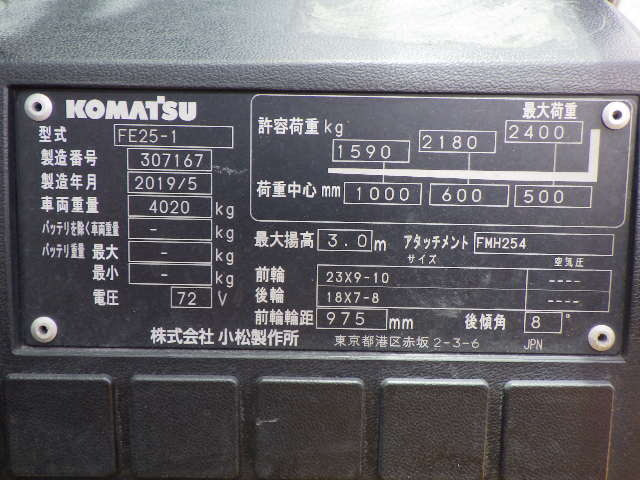 KOMATSU
型式 FE25-1
製造番号 307167
製造年月 2019/5
車両重量 4020 kg
バッテリを除く車両重量 - kg
バッテリ重量 最大 - kg
最小 - kg
電圧 72 V
最大荷重
許容荷重 kg 1590 2180 2400
荷重中心 mm 1000 600 500
最大揚高 3.0 m アタッチメント FMH254
サイズ 空気圧
前輪 23X9-10 ----
後輪 18X7-8 ----
前輪輪距 975 mm 後傾角 8°
株式会社 小松製作所 東京都港区赤坂2-3-6 JPN